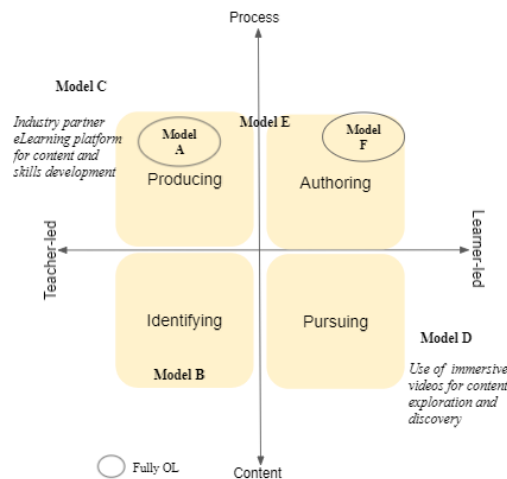 Process
Model C
Industry partner
eLearning platform
for content and
skills development
Model E
Model
A
Model
F
Producing
Authoring
Teacher-led
Learner-led
Identifying
Pursuing
Model B
Model D
Use of immersive
videos for content
exploration and
discovery
Fully OL
Content